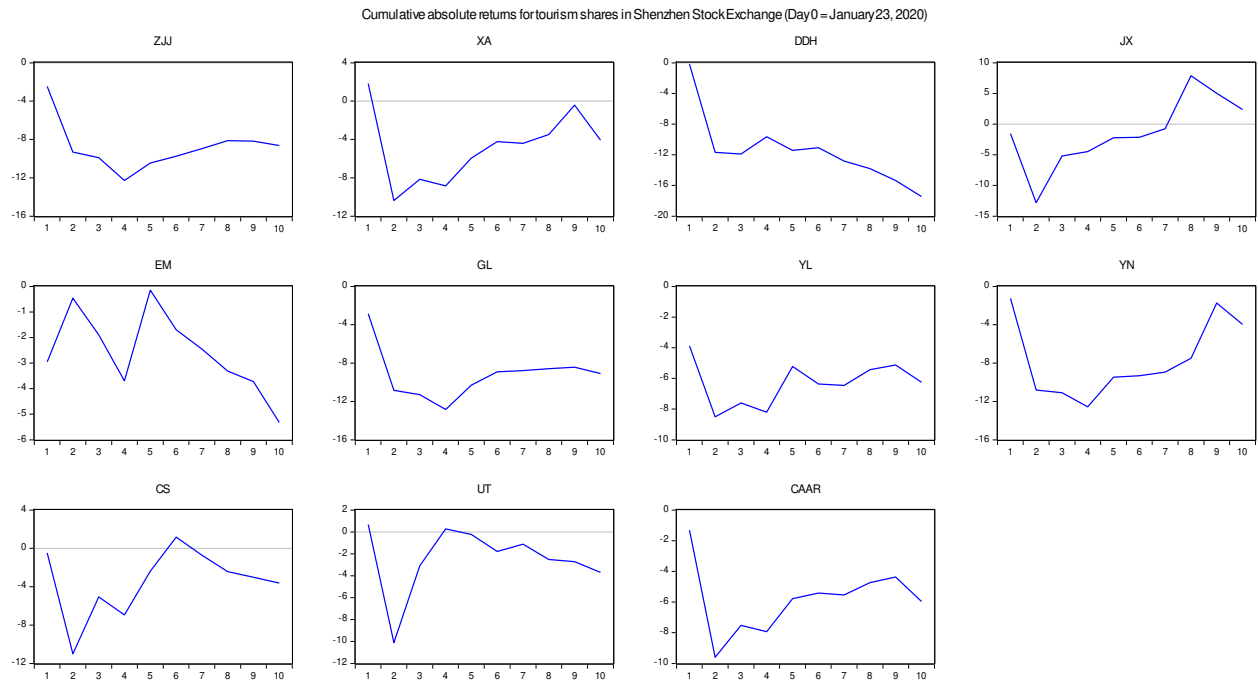 Cumulative absolute returns for tourism shares in Shenzhen Stock Exchange (Day 0 = January 23, 2020)
ZJJ
0
-4
-8
-12
-16
1 2 3 4 5 6 7 8 9 10
XA
4
0
-4
-8
-12
1 2 3 4 5 6 7 8 9 10
DDH
0
-4
-8
-12
-16
-20
1 2 3 4 5 6 7 8 9 10
JX
10
5
0
-5
-10
-15
1 2 3 4 5 6 7 8 9 10
EM
0
-1
-2
-3
-4
-5
-6
1 2 3 4 5 6 7 8 9 10
GL
0
-4
-8
-12
-16
1 2 3 4 5 6 7 8 9 10
YL
0
-2
-4
-6
-8
-10
1 2 3 4 5 6 7 8 9 10
YN
0
-4
-8
-12
-16
1 2 3 4 5 6 7 8 9 10
CS
4
0
-4
-8
-12
1 2 3 4 5 6 7 8 9 10
UT
2
0
-2
-4
-6
-8
-10
-12
1 2 3 4 5 6 7 8 9 10
CAAR
0
-2
-4
-6
-8
-10
1 2 3 4 5 6 7 8 9 10